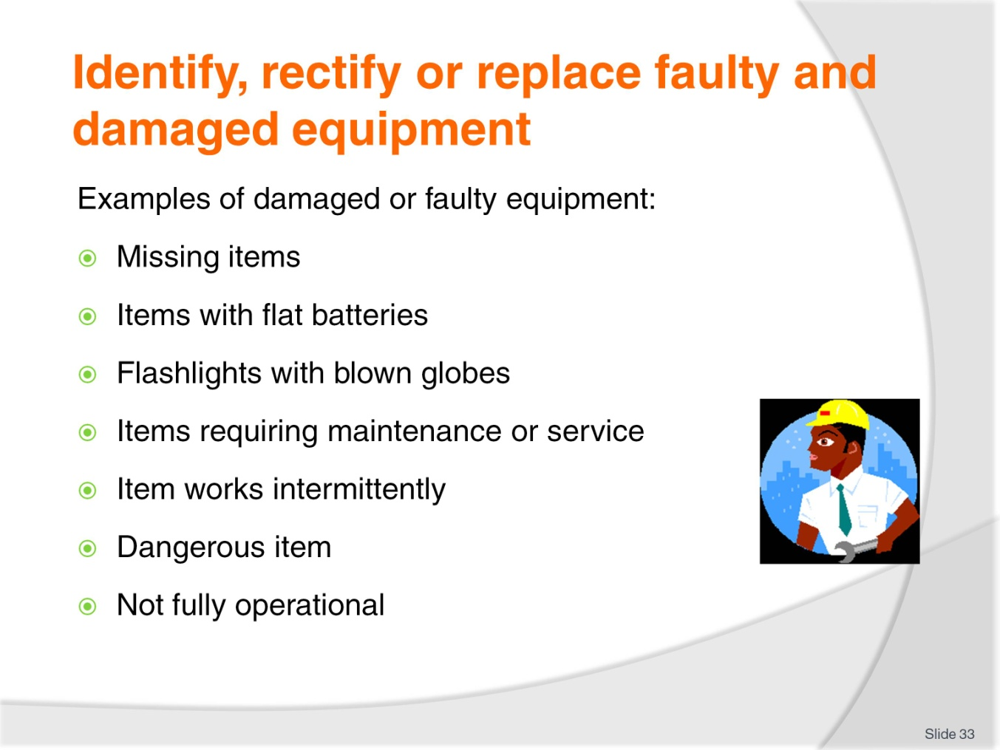 Identify, rectify or replace faulty and
damaged equipment
Examples of damaged or faulty equipment:
Missing items
Items with flat batteries
Flashlights with blown globes
Items requiring maintenance or service
Item works intermittently
Dangerous item
Not fully operational
Slide 33